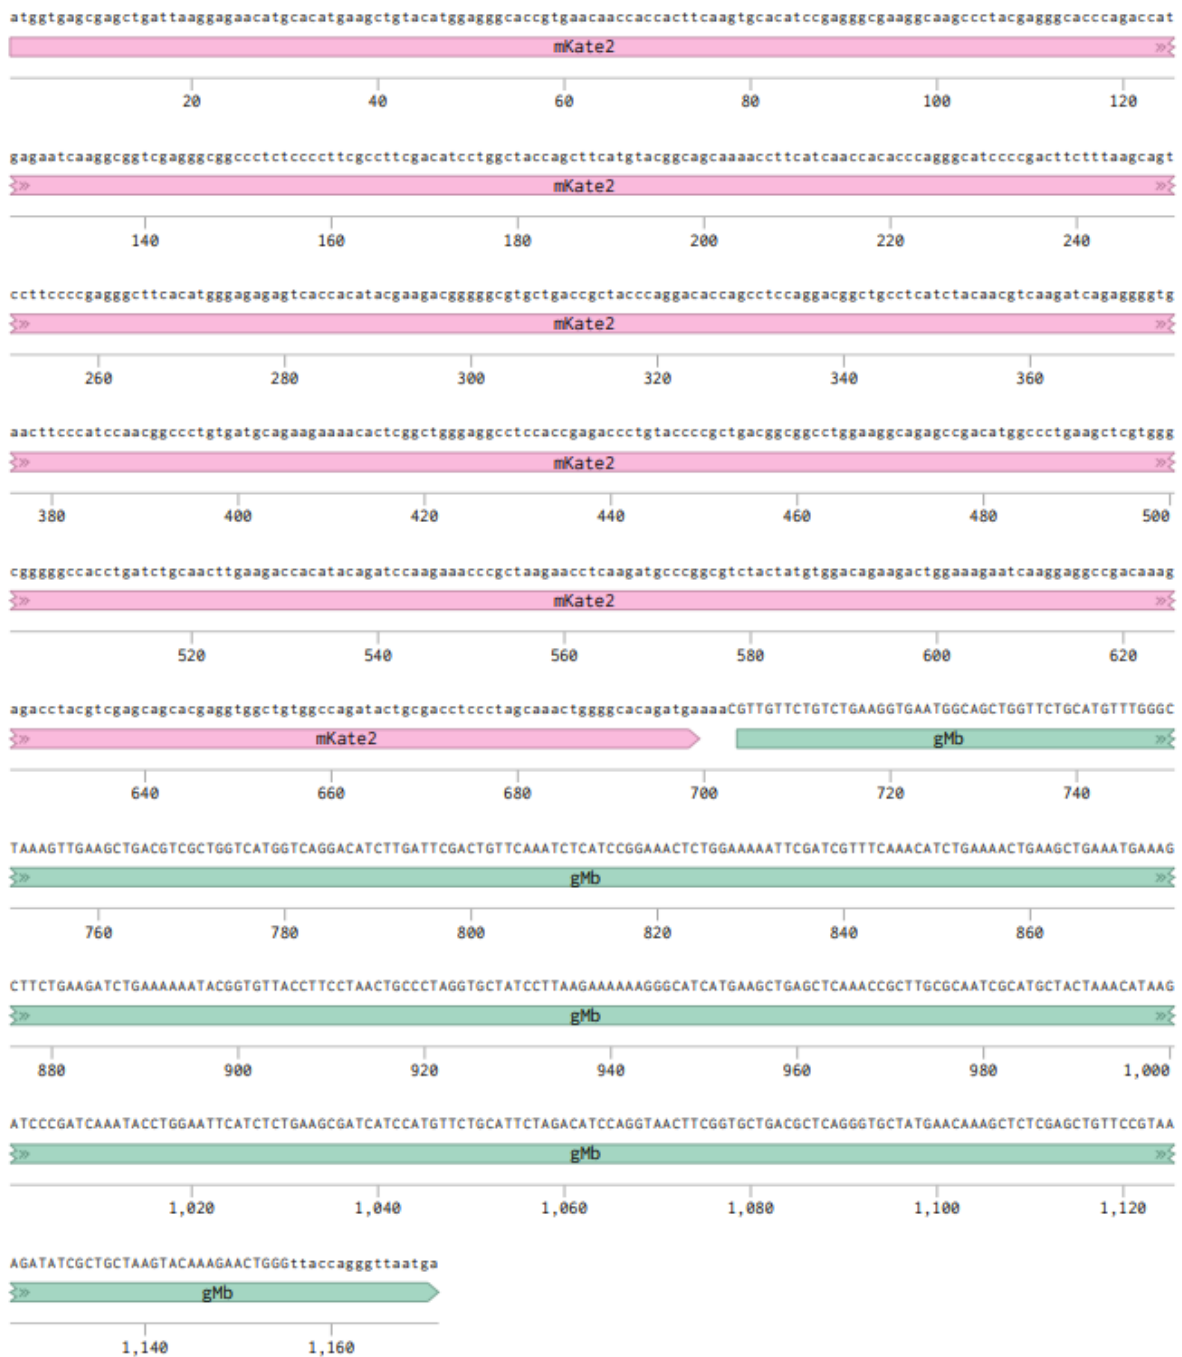 atggtgagcgagctgattaaggagaacatgcacatgaagctgtacatggagggcaccgtgaacaaccaccacttcaagtgcacatccgagggcgaaggcaagccctacgagggcacccagaccat
mKate2
20 40 60 80 100 120
gagaatcaaggcggtcgagggcggccctctccccttcgccttcgacatcctggctaccagcttcatgtacggcagcaaaaccttcatcaaccacacccagggcatccccgacttctttaagcagt
mKate2
140 160 180 200 220 240
ccttccccgagggcttcacatgggagagagtcaccacatacgaagacgggggcgtgctgaccgctacccaggacaccagcctccaggacggctgcctcatctacaacgtcaagatcagaggggtg
mKate2
260 280 300 320 340 360
aacttcccatccaacggccctgtgatgcagaagaaaacactcggctgggaggcctccaccgagaccctgtaccccgctgacggcggcctggaaggcagagccgacatggccctgaagctcgtggg
mKate2
380 400 420 440 460 480 500
cgggggccacctgatctgcaacttgaagaccacatacagatccaagaaacccgctaagaacctcaagatgcccggcgtctactatgtggacagaagactggaaagaatcaaggaggccgacaaag
mKate2
520 540 560 580 600 620
agacctacgtcgagcagcacgaggtggctgtggccagatactgcgacctccctagcaaactggggcacagatgaaaaCGTTGTTCTGTCTGAAGGTGAATGGCAGCTGGTTCTGCATGTTTGGGC
mKate2 gMb
640 660 680 700 720 740
TAAAGTTGAAGCTGACGTCGCTGGTCATGGTCAGGACATCTTGATTCGACTGTTCAAATCTCATCCGGAAACTCTGGAAAAATTCGATCGTTTCAAACATCTGAAAACTGAAGCTGAAATGAAAG
gMb
760 780 800 820 840 860
CTTCTGAAGATCTGAAAAAATACGGTGTTACCTTCCTAACTGCCCTAGGTGCTATCCTTAAGAAAAAAGGGCATCATGAAGCTGAGCTCAAACCGCTTGCGCAATCGCATGCTACTAAACATAAG
gMb
880 900 920 940 960 980 1,000
ATCCCGATCAAATACCTGGAATTCATCTCTGAAGCGATCATCCATGTTCTGCATTCTAGACATCCAGGTAACTTCGGTGCTGACGCTCAGGGTGCTATGAACAAAGCTCTCGAGCTGTTCCGTAA
gMb
1,020 1,040 1,060 1,080 1,100 1,120
AGATATCGCTGCTAAGTACAAAGAACTGGGttaccagggttaatga
gMb
1,140 1,160